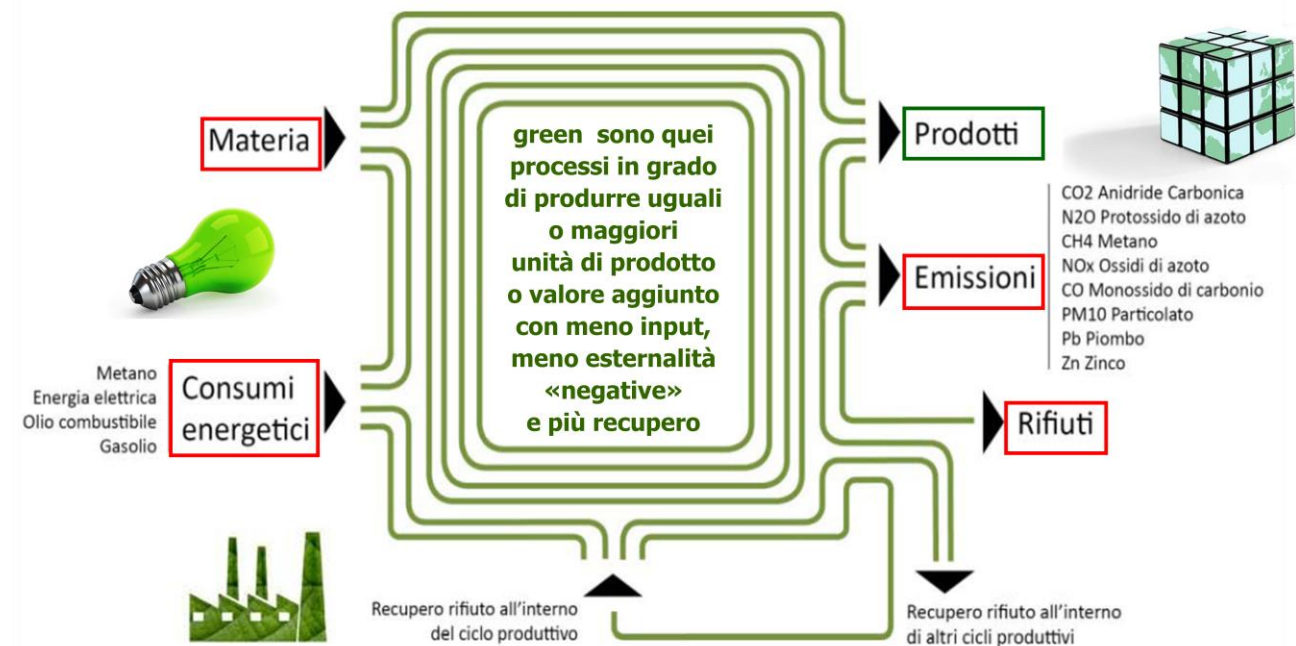 Materia
Metano
Energia elettrica
Olio combustibile
Gasolio
Consumi
energetici
green sono quei
processi in grado
di produrre uguali
o maggiori
unità di prodotto
o valore aggiunto
con meno input,
meno esternalità
«negative»
e più recupero
Prodotti
Emissioni
CO2 Anidride Carbonica
N2O Protossido di azoto
CH4 Metano
NOx Ossidi di azoto
CO Monossido di carbonio
PM10 Particolato
Pb Piombo
Zn Zinco
Rifiuti
Recupero rifiuto all'interno
del ciclo produttivo
Recupero rifiuto all'interno
di altri cicli produttivi